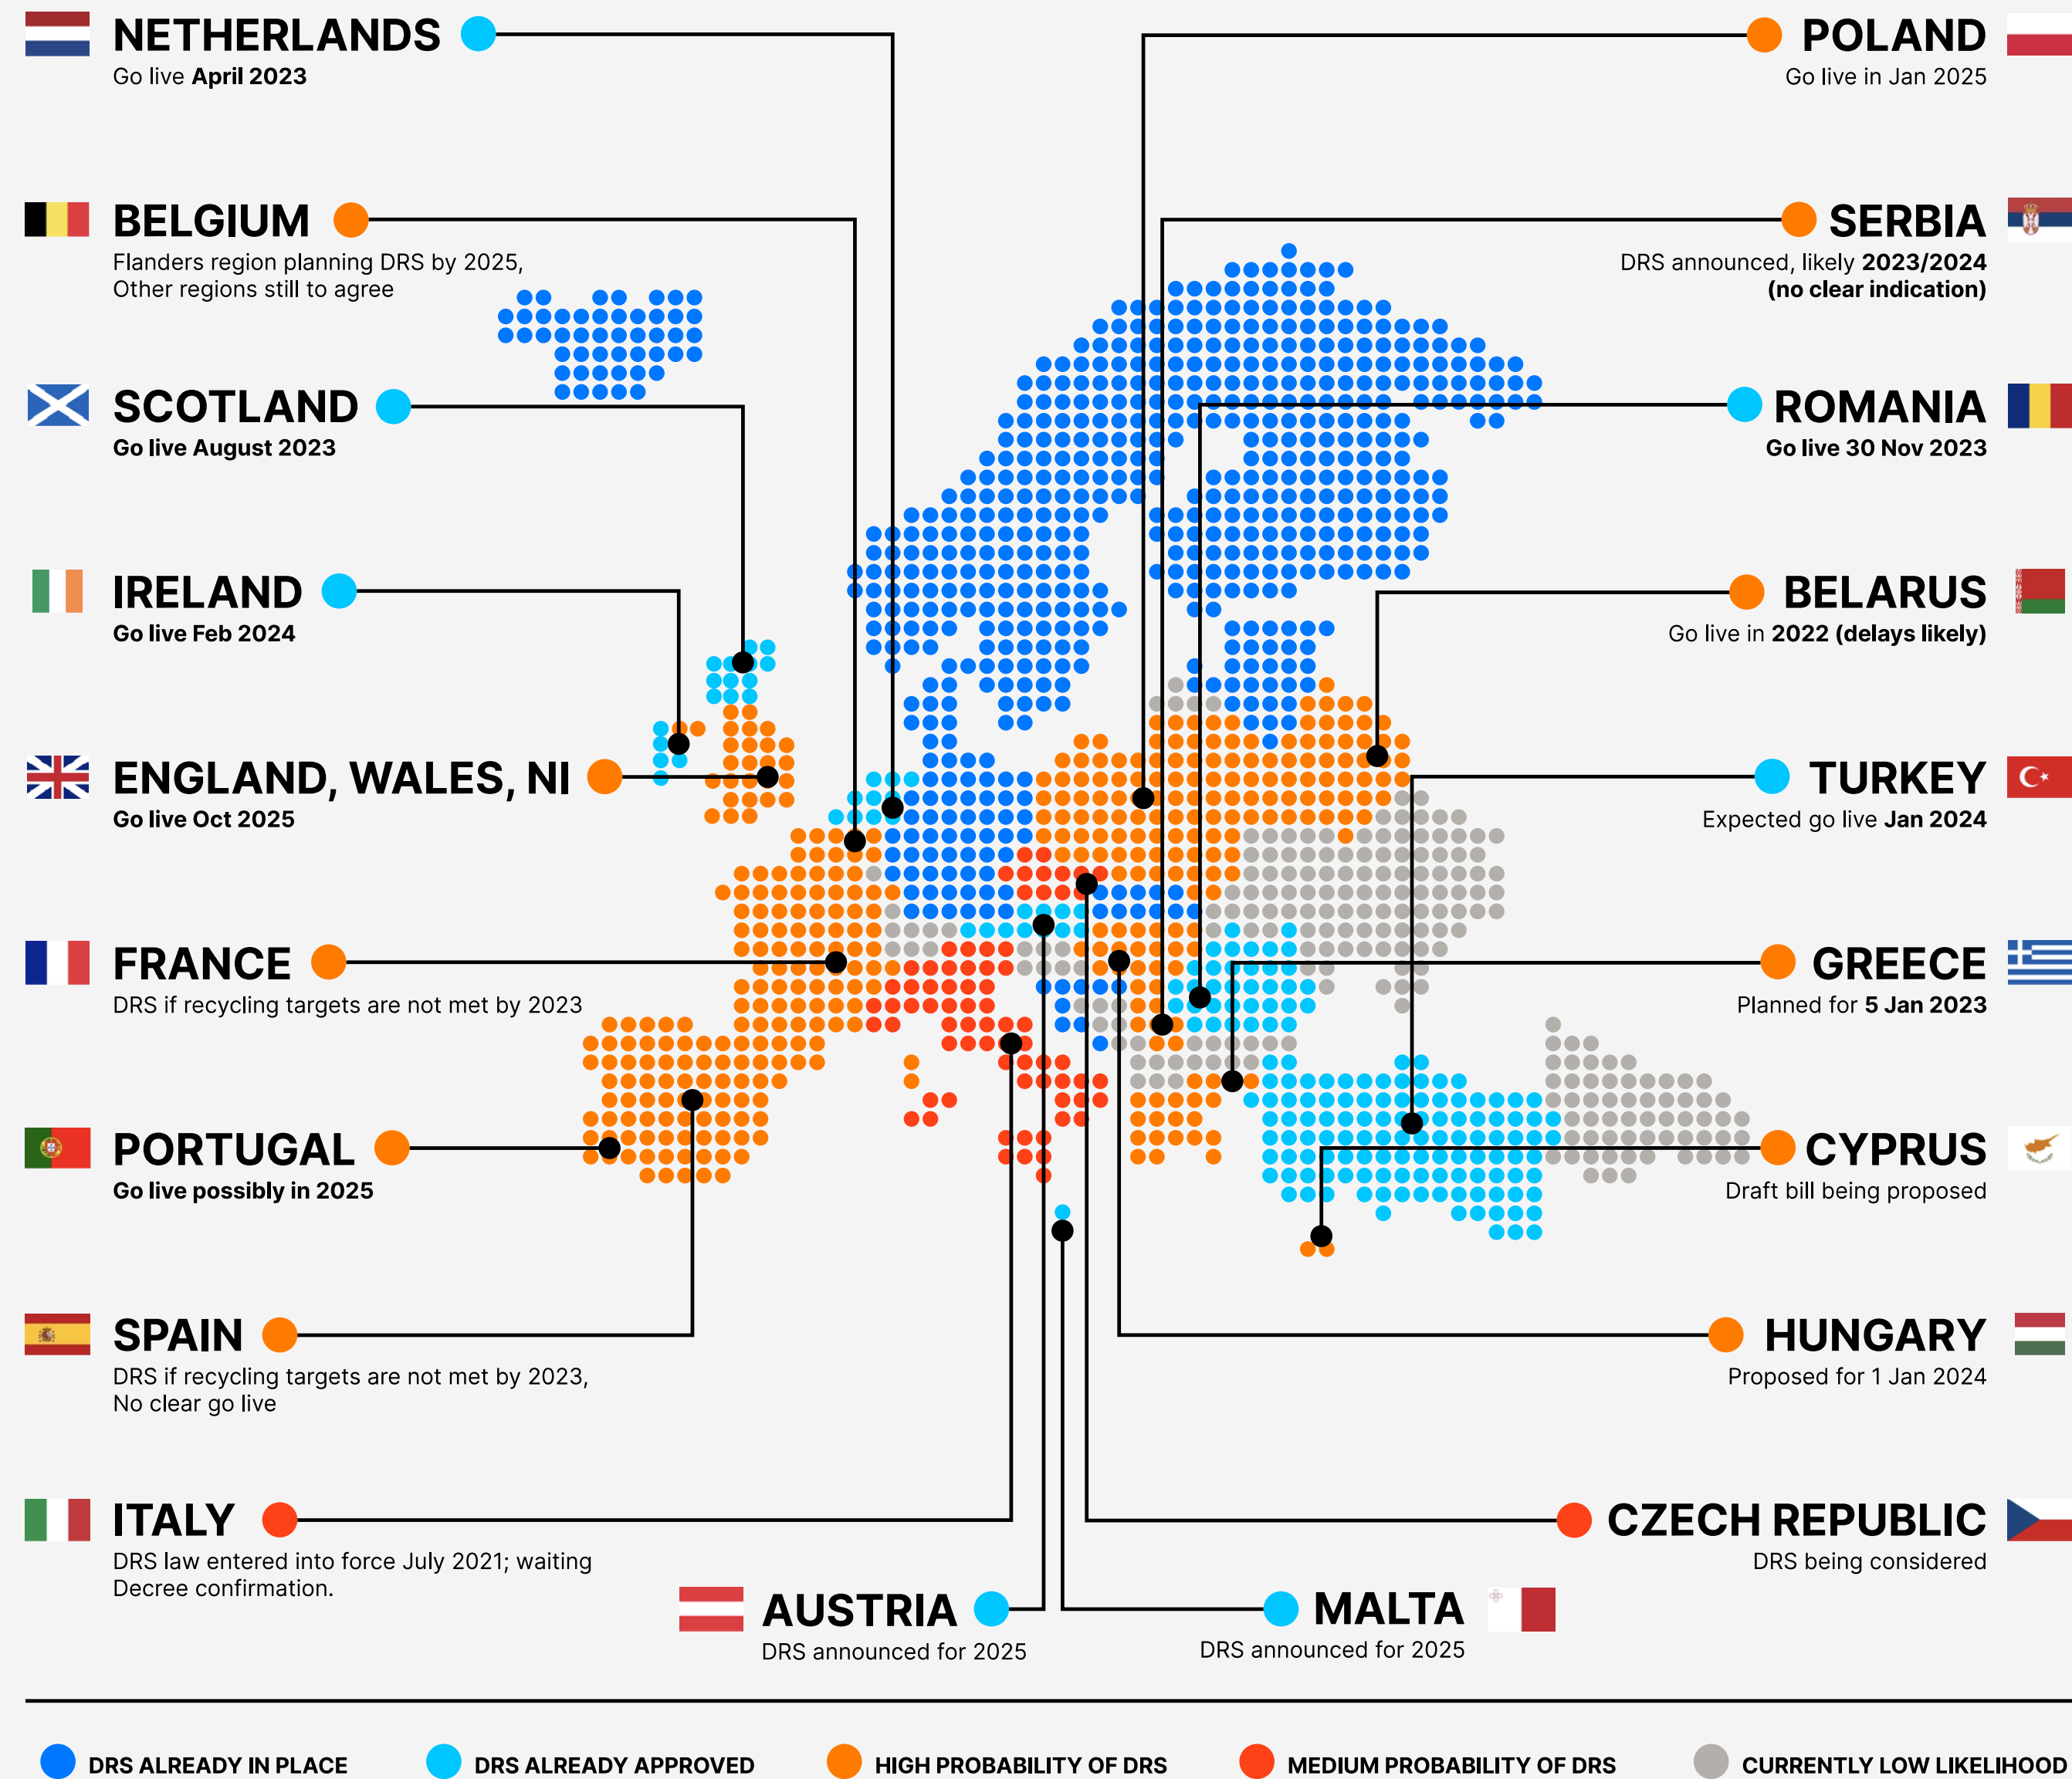 NETHERLANDS
Go live April 2023
BELGIUM
Flanders region planning DRS by 2025,
Other regions still to agree
SCOTLAND
Go live August 2023
IRELAND
Go live Feb 2024
ENGLAND, WALES, NI
Go live Oct 2025
FRANCE
DRS if recycling targets are not met by 2023
PORTUGAL
Go live possibly in 2025
SPAIN
DRS if recycling targets are not met by 2023,
No clear go live
ITALY
DRS law entered into force July 2021; waiting
Decree confirmation.
AUSTRIA
DRS announced for 2025
MALTA
DRS announced for 2025
POLAND
Go live in Jan 2025
SERBIA
DRS announced, likely 2023/2024
(no clear indication)
ROMANIA
Go live 30 Nov 2023
BELARUS
Go live in 2022 (delays likely)
TURKEY
Expected go live Jan 2024
GREECE
Planned for 5 Jan 2023
CYPRUS
Draft bill being proposed
HUNGARY
Proposed for 1 Jan 2024
CZECH REPUBLIC
DRS being considered
DRS ALREADY IN PLACE
DRS ALREADY APPROVED
HIGH PROBABILITY OF DRS
MEDIUM PROBABILITY OF DRS
CURRENTLY LOW LIKELIHOOD